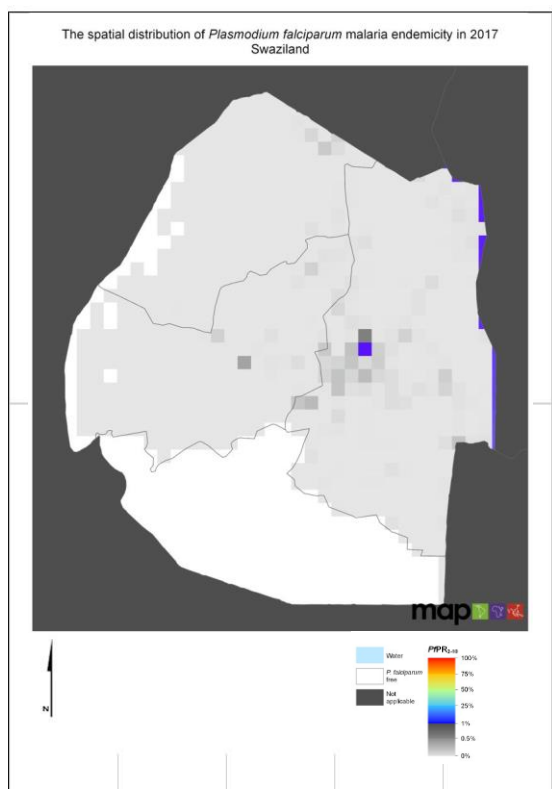 The spatial distribution of Plasmodium falciparum malaria endemicity in 2017
Swaziland
map
Water
P. falciparum
free
Not
applicable
PfPR2-10
100%
75%
50%
25%
1%
0.5%
0%
N